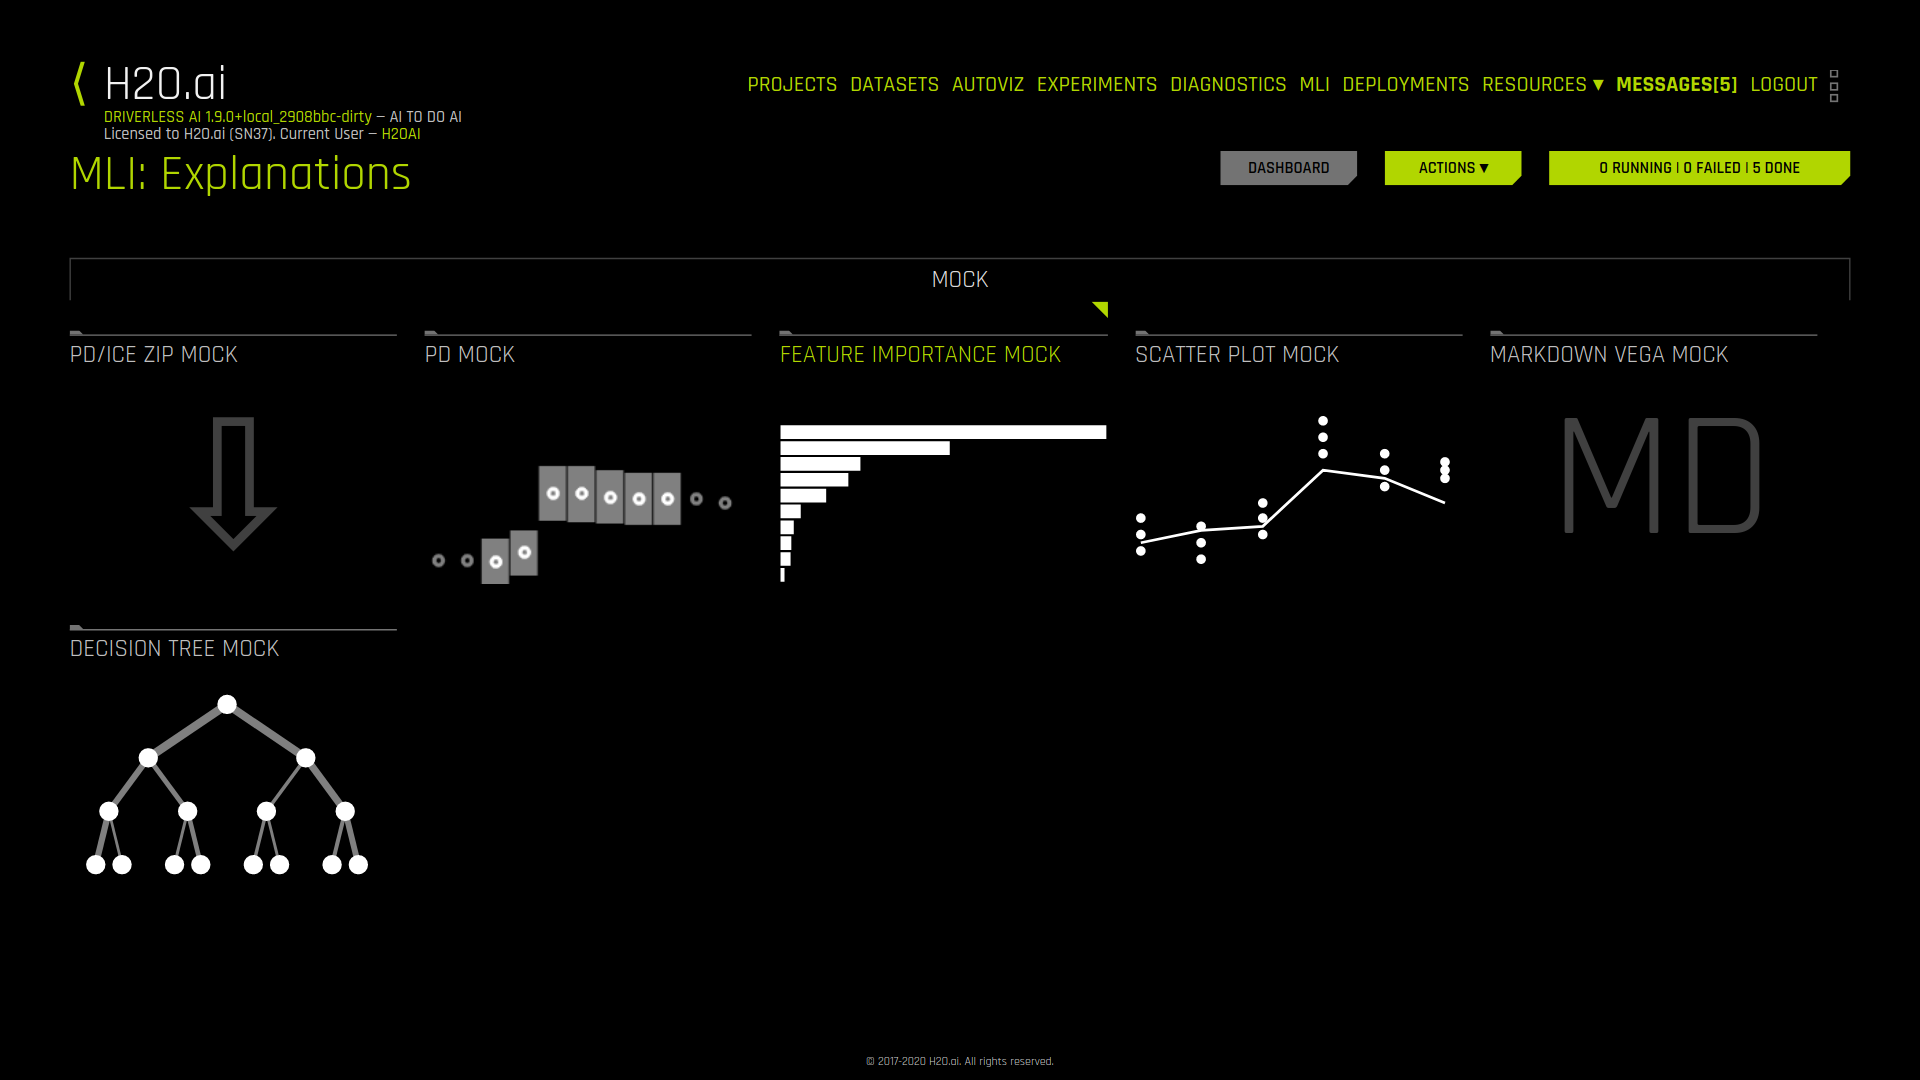 H2O.ai
DRIVERLESS AI 1.9.0+local_2908bbc-dirty — AI TO DO AI
Licensed to H2O.ai (SN37). Current User — H2OAI
PROJECTS DATASETS AUTOVIZ EXPERIMENTS DIAGNOSTICS MLI DEPLOYMENTS RESOURCES ▾ MESSAGES[5] LOGOUT
MLI: Explanations
DASHBOARD
ACTIONS ▾
0 RUNNING | 0 FAILED | 5 DONE
MOCK
PD/ICE ZIP MOCK
PD MOCK
FEATURE IMPORTANCE MOCK
SCATTER PLOT MOCK
MARKDOWN VEGA MOCK
MD
DECISION TREE MOCK
© 2017-2020 H2O.ai. All rights reserved.